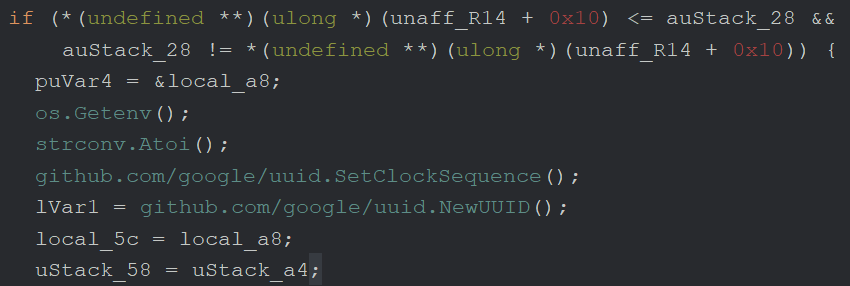 if (*(undefined **)(ulong *)(unaff_R14 + 0x10) <= auStack_28 &&
auStack_28 != *(undefined **)(ulong *)(unaff_R14 + 0x10)) {
puVar4 = &local_a8;
os.Getenv();
strconv.Atoi();
github.com/google/uuid.SetClockSequence();
lVar1 = github.com/google/uuid.NewUUID();
local_5c = local_a8;
uStack_58 = uStack_a4;